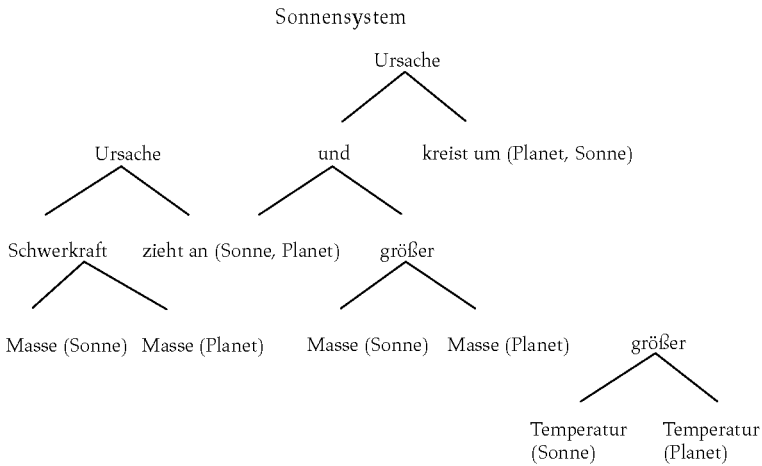 Sonnensystem
Ursache
Ursache
und
kreist um (Planet, Sonne)
Schwerkraft
zieht an (Sonne, Planet)
größer
Masse (Sonne)
Masse (Planet)
Masse (Sonne)
Masse (Planet)
größer
Temperatur
(Sonne)
Temperatur
(Planet)